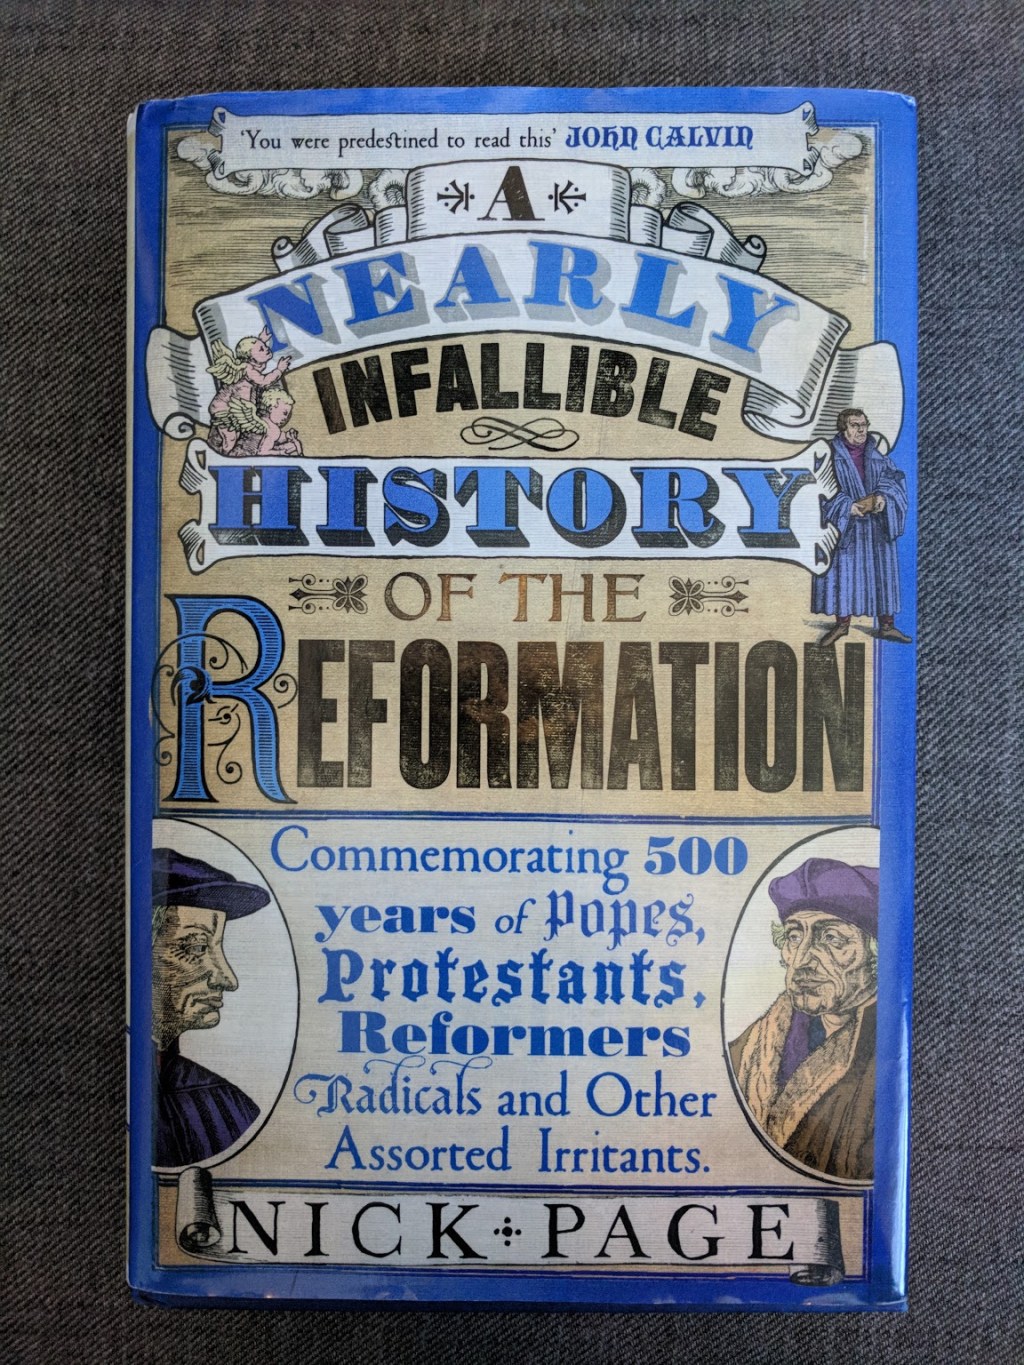 'You were predestined to read this' JOHN CALVIN
A
NEARLY
INFALLIBLE
HISTORY
OF THE
REFORMATION
Commemorating 500
years of Popes,
Protestants,
Reformers
Radicals and Other
Assorted Irritants.
NICK PAGE